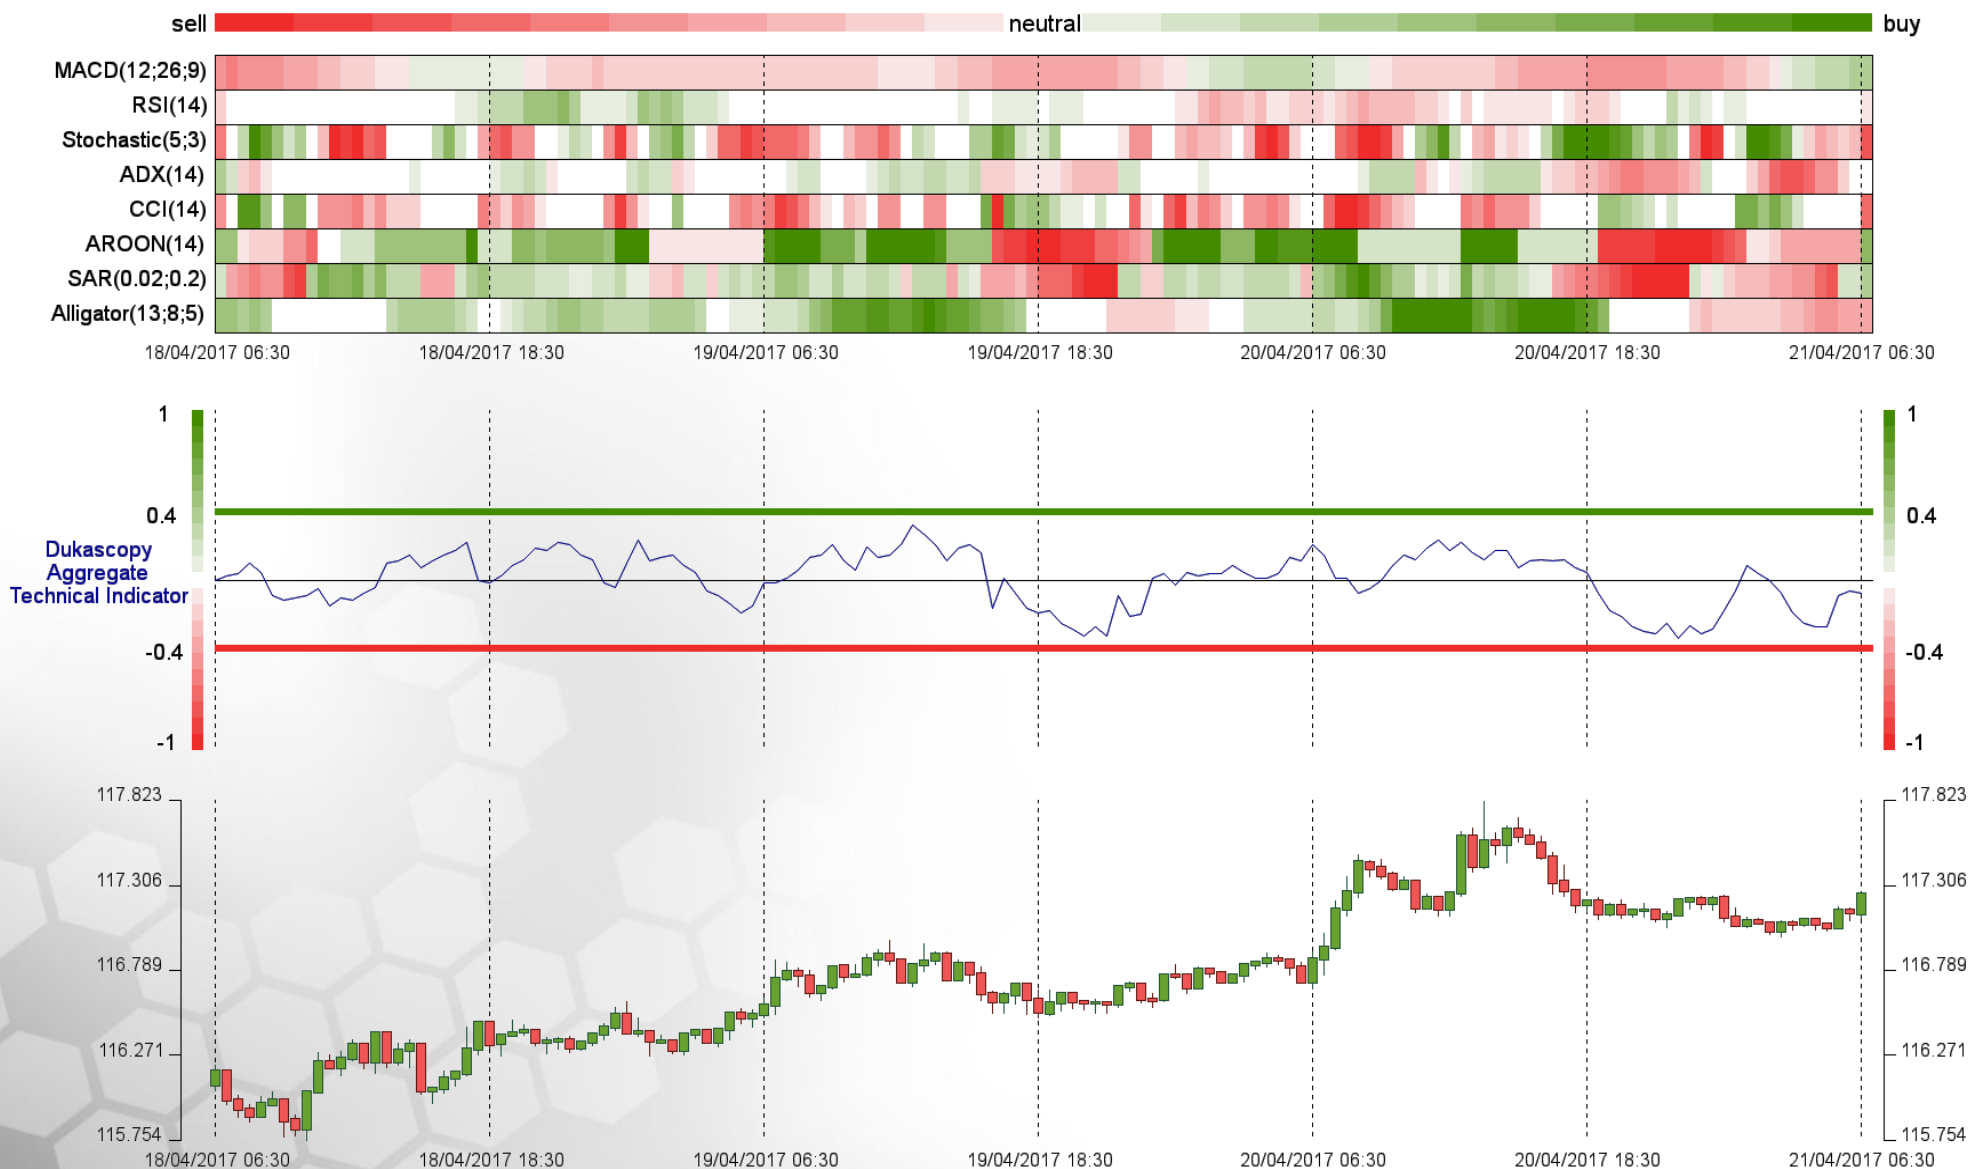 sell neutral buy
MACD(12;26;9)
RSI(14)
Stochastic(5;3)
ADX(14)
CCI(14)
AROON(14)
SAR(0.02;0.2)
Alligator(13;8;5)
18/04/2017 06:30 18/04/2017 18:30 19/04/2017 06:30 19/04/2017 18:30 20/04/2017 06:30 20/04/2017 18:30 21/04/2017 06:30
1 1
0.4 0.4
Dukascopy
Aggregate
Technical Indicator
-0.4 -0.4
-1 -1
117.823 117.823
117.306 117.306
116.789 116.789
116.271 116.271
115.754 115.754
18/04/2017 06:30 18/04/2017 18:30 19/04/2017 06:30 19/04/2017 18:30 20/04/2017 06:30 20/04/2017 18:30 21/04/2017 06:30